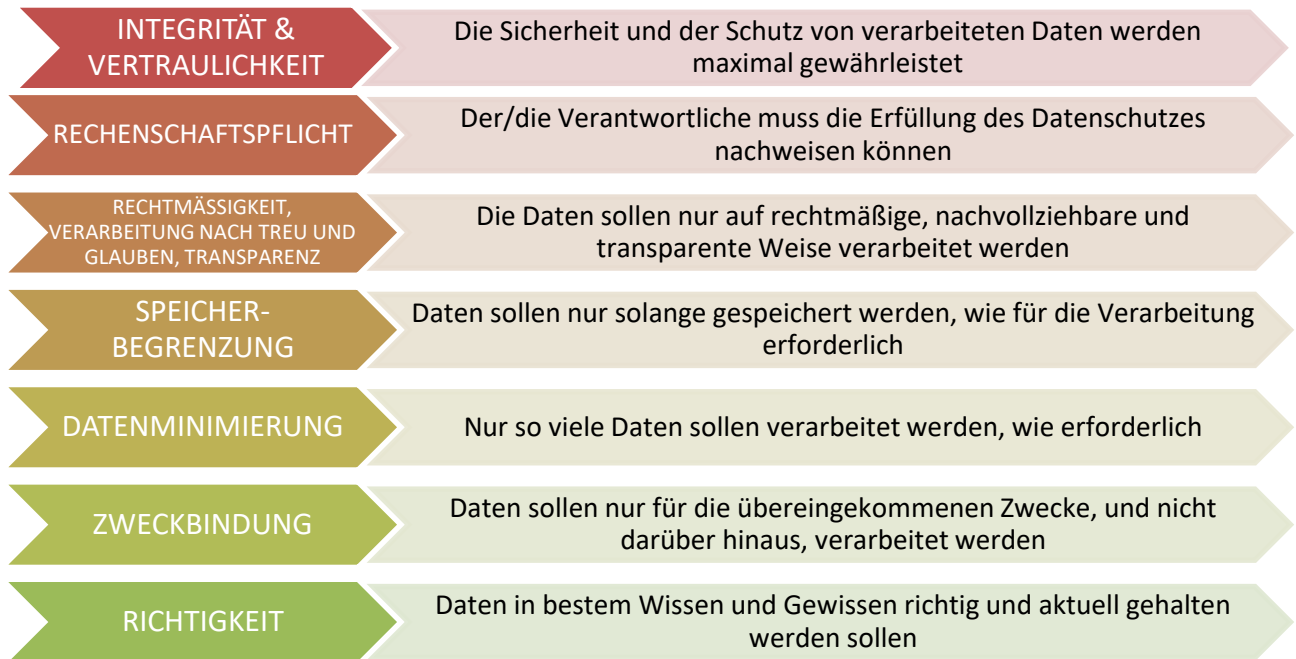 INTEGRITÄT &
VERTRAULICHKEIT
Die Sicherheit und der Schutz von verarbeiteten Daten werden
maximal gewährleistet
RECHENSCHAFTSPFLICHT
Der/die Verantwortliche muss die Erfüllung des Datenschutzes
nachweisen können
RECHTMÄSSIGKEIT,
VERARBEITUNG NACH TREU UND
GLAUBEN, TRANSPARENZ
Die Daten sollen nur auf rechtmäßige, nachvollziehbare und
transparente Weise verarbeitet werden
SPEICHER-
BEGRENZUNG
Daten sollen nur solange gespeichert werden, wie für die Verarbeitung
erforderlich
DATENMINIMIERUNG
Nur so viele Daten sollen verarbeitet werden, wie erforderlich
ZWECKBINDUNG
Daten sollen nur für die übereingekommenen Zwecke, und nicht
darüber hinaus, verarbeitet werden
RICHTIGKEIT
Daten in bestem Wissen und Gewissen richtig und aktuell gehalten
werden sollen